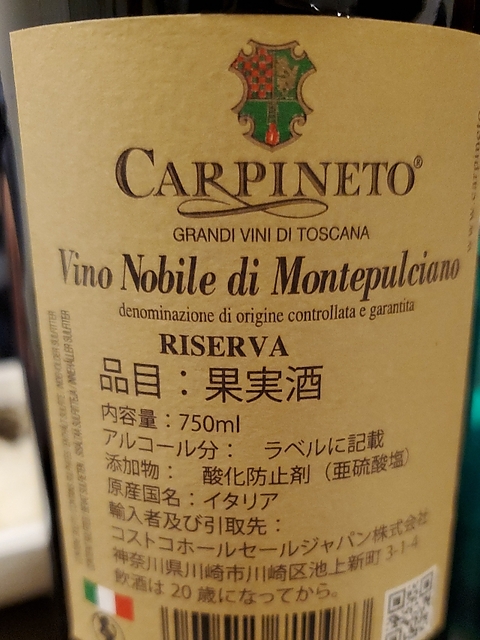 CARPINETO®
GRANDI VINI DI TOSCANA
Vino Nobile di Montepulciano
denominazione di origine controllata e garantita
RISERVA
品目：果実酒
内容量：750ml
アルコール分： ラベルに記載
添加物： 酸化防止剤（亜硫酸塩）
原産国名：イタリア
輸入者及び引取先：
コストコホールセールジャパン株式会社
神奈川県川崎市川崎区池上新町 3-1-4
飲酒は 20 歳になってから。